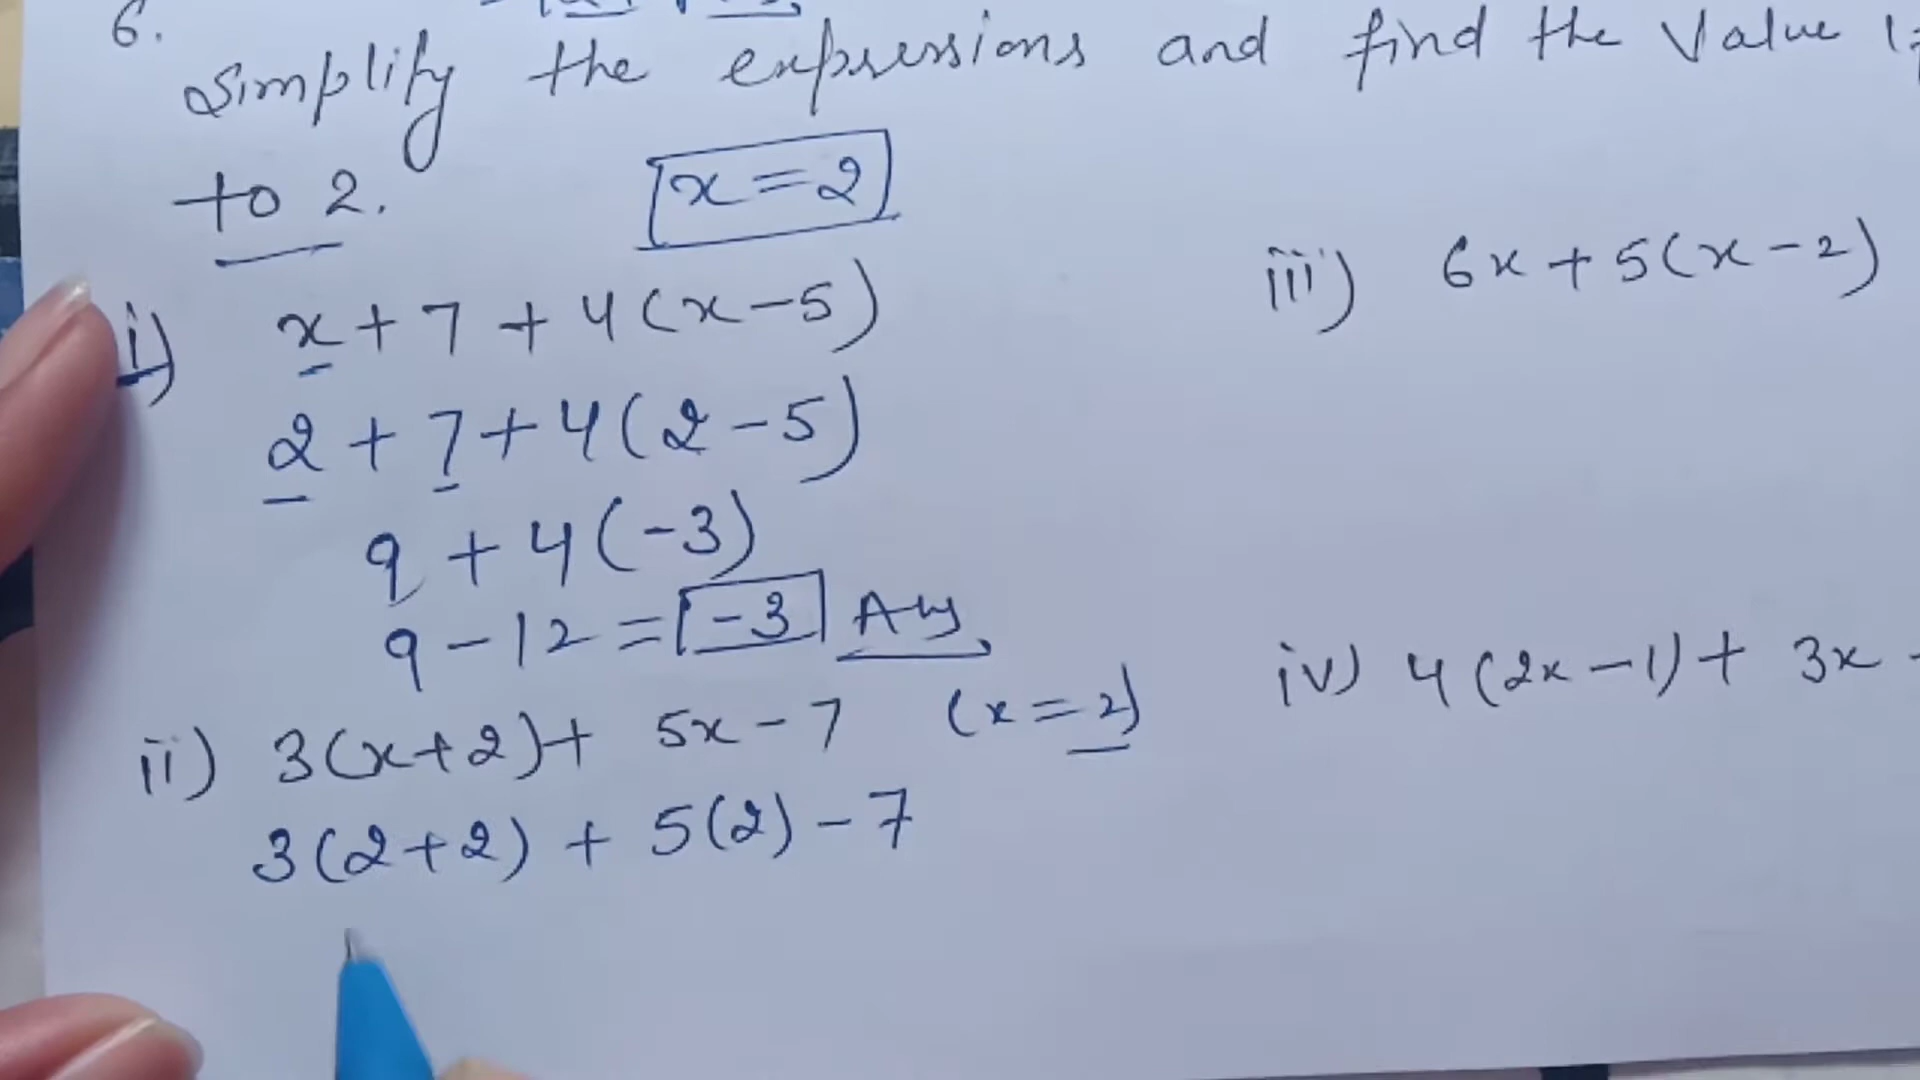 6.
Simplify the expressions and find the value
to 2. x=2
i) x+7+4(x-5)
2+7+4(2-5)
9+4(-3)
9-12=-3 Ans
ii) 3(x+2)+ 5x-7 (x=2)
3(2+2) + 5(2)-7
iii) 6x+5(x-2)
iv) 4(2x-1)+ 3x